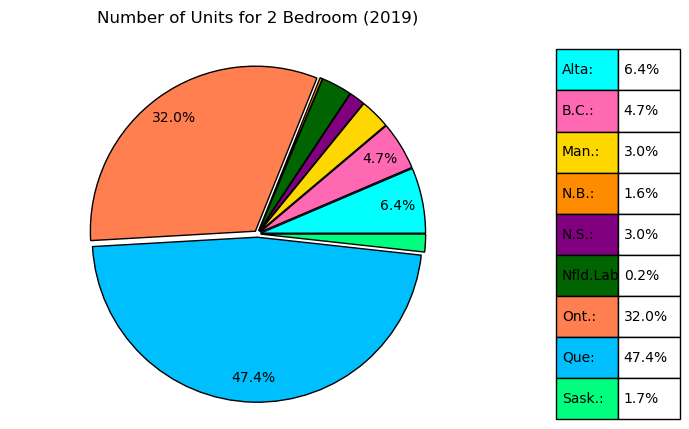 Number of Units for 2 Bedroom (2019)
32.0%
4.7%
6.4%
47.4%
Alta: 6.4%
B.C.: 4.7%
Man.: 3.0%
N.B.: 1.6%
N.S.: 3.0%
Nfld.Lab 0.2%
Ont.: 32.0%
Que: 47.4%
Sask.: 1.7%